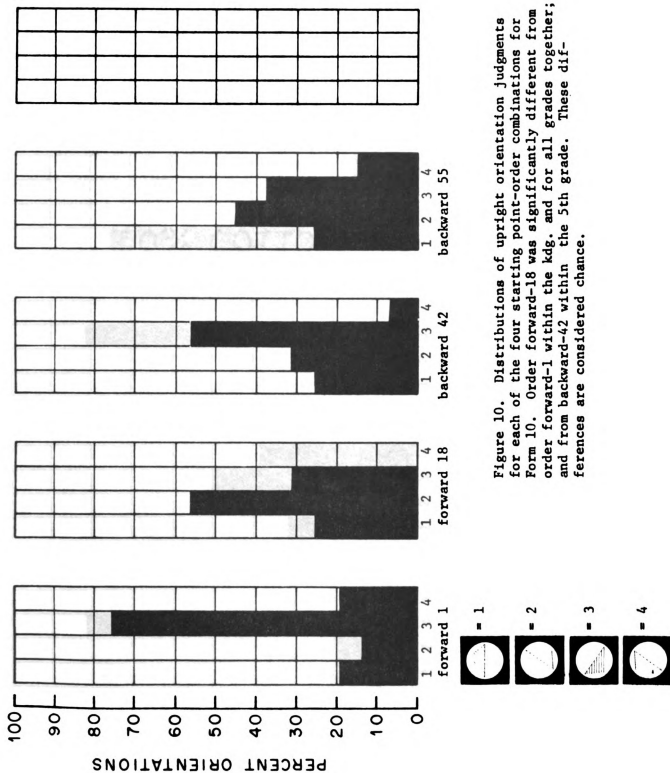 PERCENT ORIENTATIONS
100
90
80
70
60
50
40
30
20
10
0
1 2 3 4
forward 1
1 2 3 4
forward 18
1 2 3 4
backward 42
1 2 3 4
backward 55
= 1
= 2
= 3
= 4
Figure 10. Distributions of upright orientation judgments
for each of the four starting point-order combinations for
Form 10. Order forward-18 was significantly different from
order forward-1 within the kdg. and for all grades together;
and from backward-42 within the 5th grade. These dif-
ferences are considered chance.